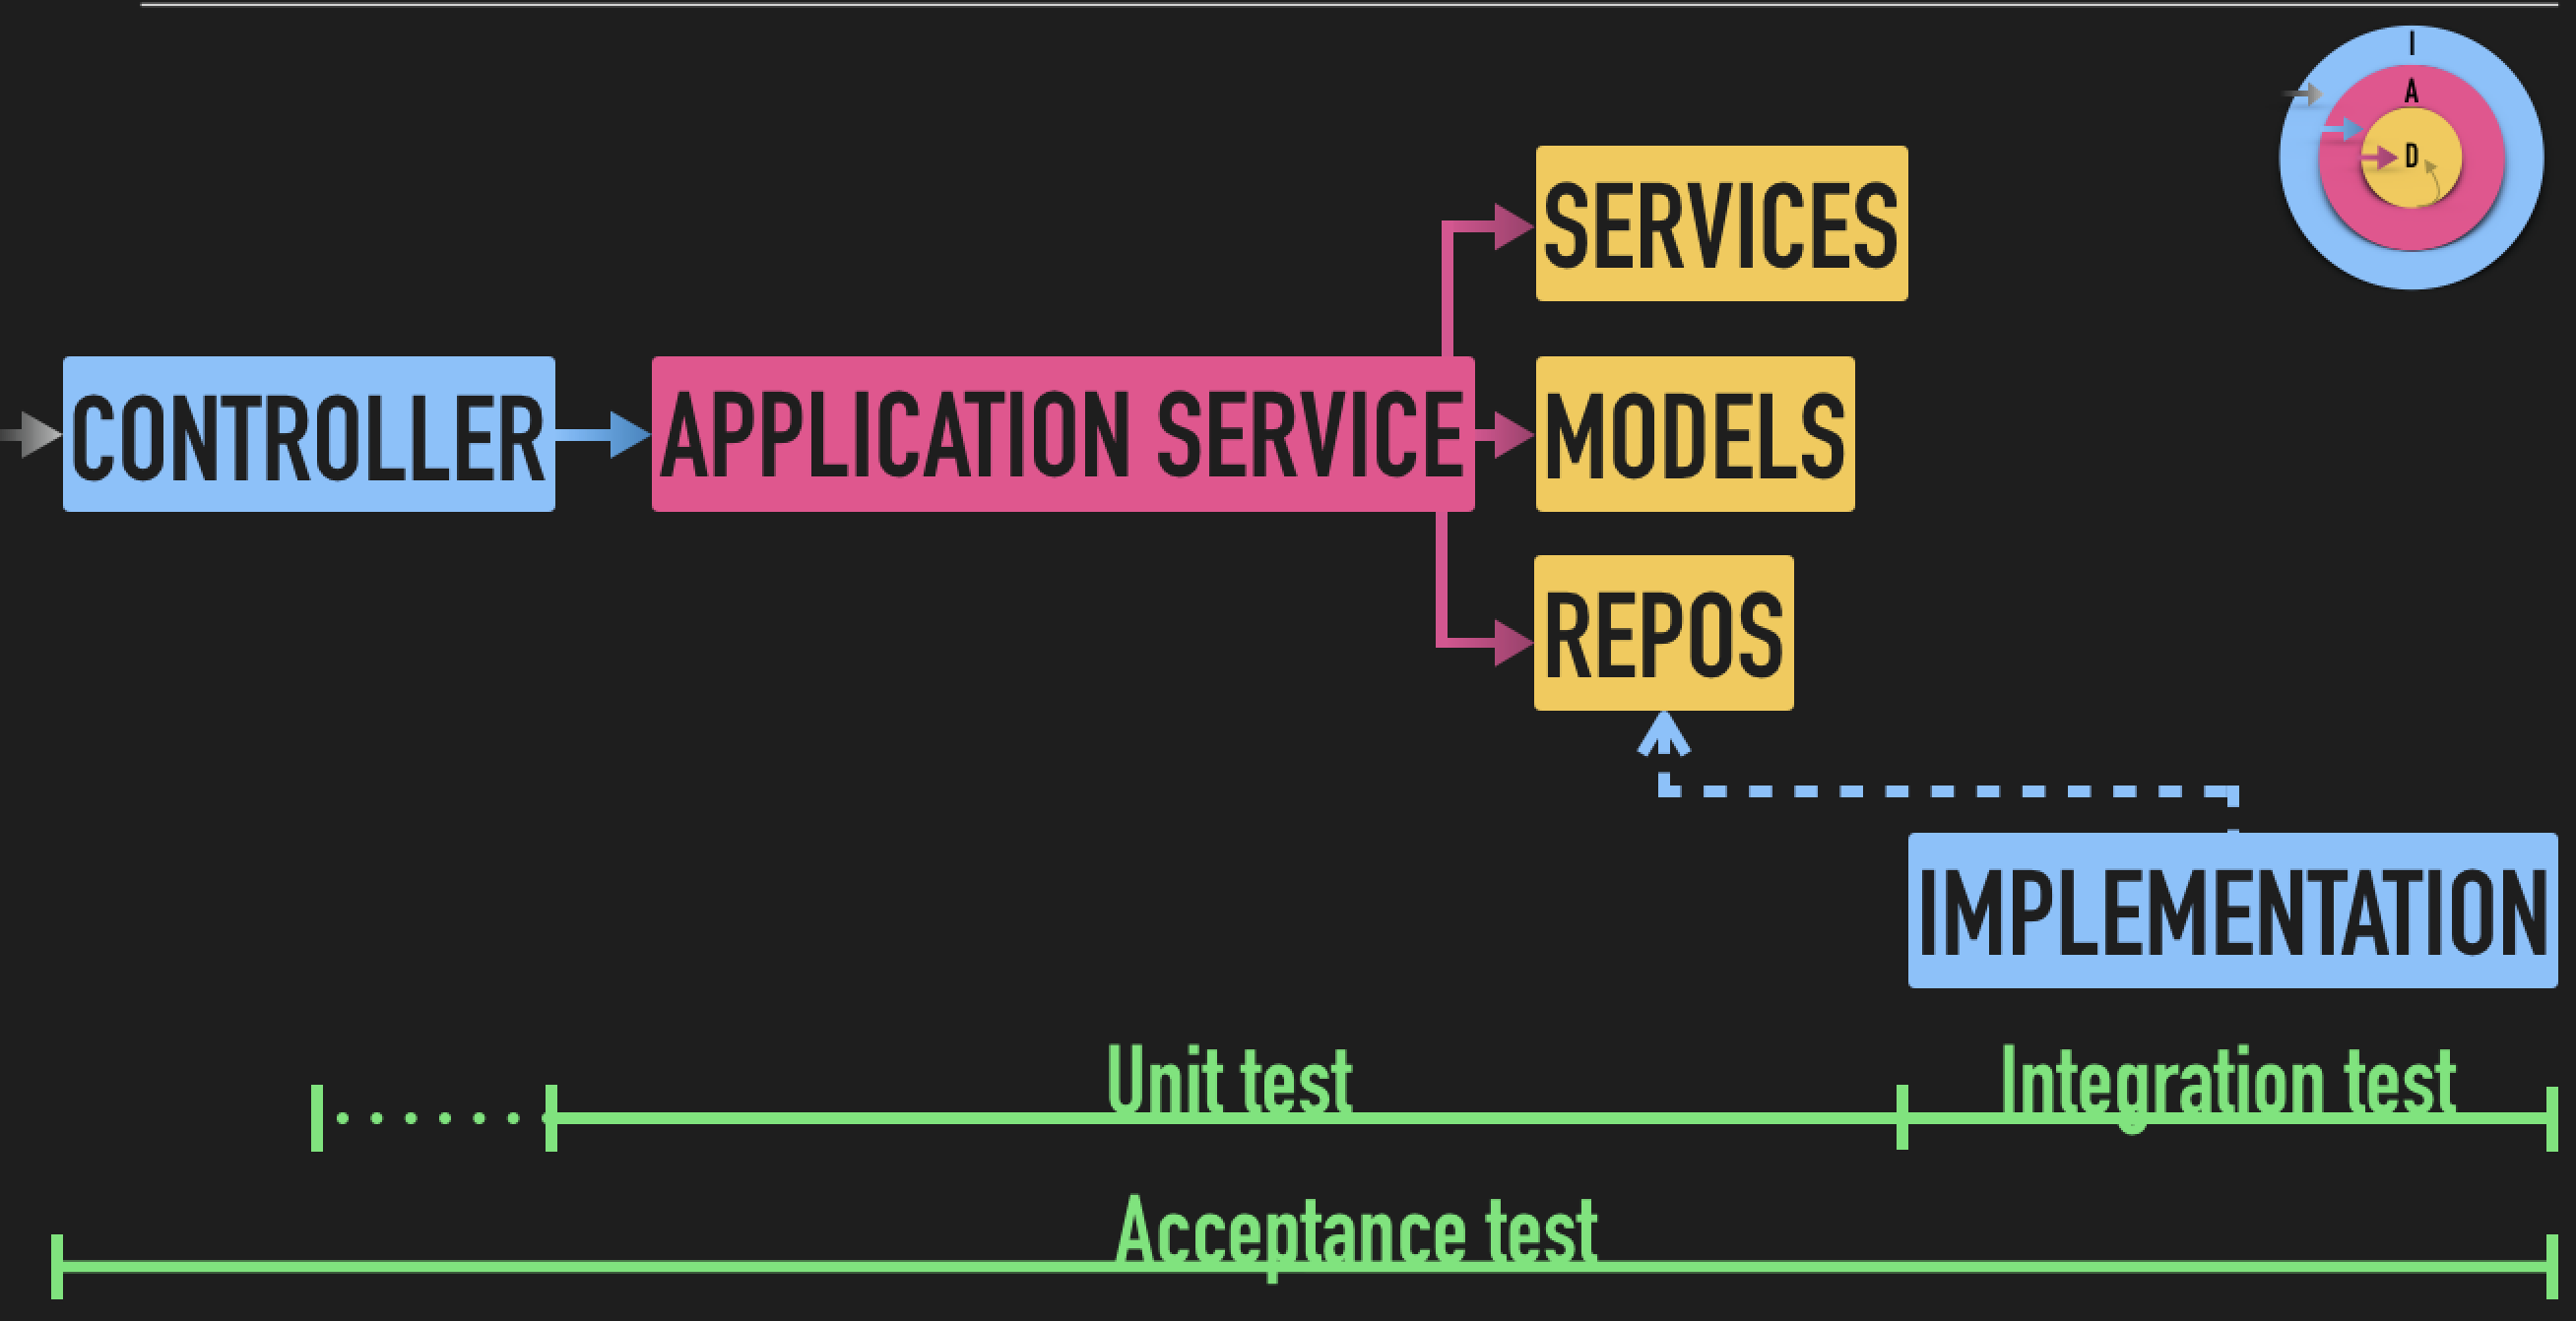 I
A
D
SERVICES
CONTROLLER
APPLICATION SERVICE
MODELS
REPOS
IMPLEMENTATION
Unit test
Integration test
Acceptance test